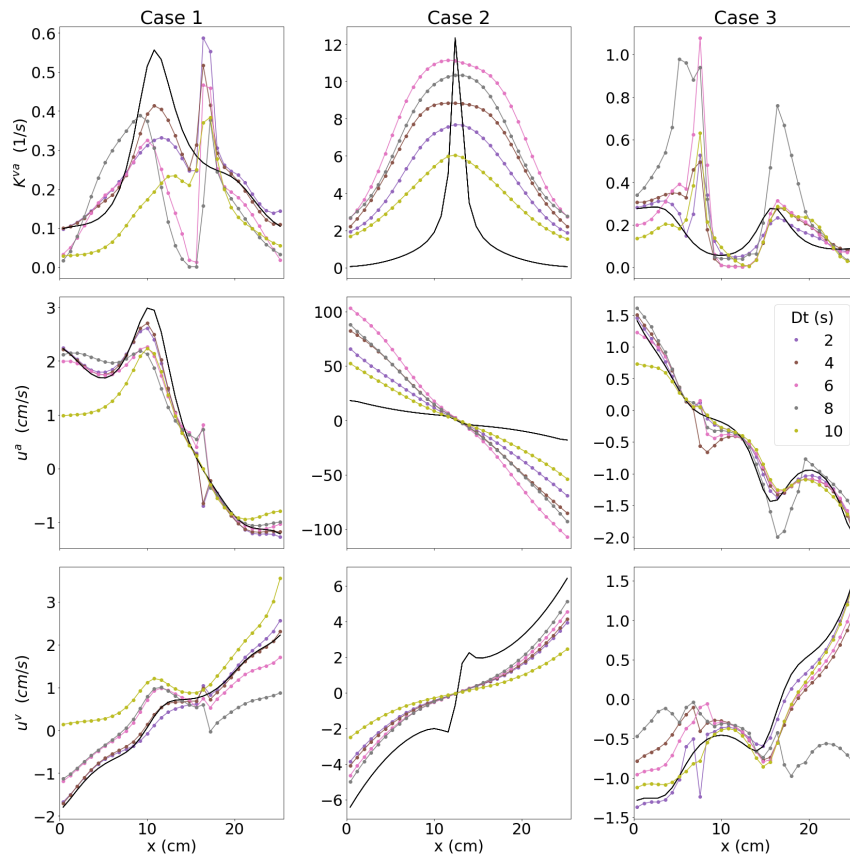 Case 1 Case 2 Case 3
0.6 0.5 0.4 0.3 0.2 0.1 0.0
K^va (1/s)
12 10 8 6 4 2 0
1.0 0.8 0.6 0.4 0.2 0.0
3 2 1 0 −1
u^a (cm/s)
100 50 0 −50 −100
1.5 1.0 0.5 0.0 −0.5 −1.0 −1.5 −2.0
Dt (s)
2
4
6
8
10
4 3 2 1 0 −1 −2
u^v (cm/s)
6 4 2 0 −2 −4 −6
1.5 1.0 0.5 0.0 −0.5 −1.0 −1.5
0 10 20 0 10 20 0 10 20
x (cm) x (cm) x (cm)